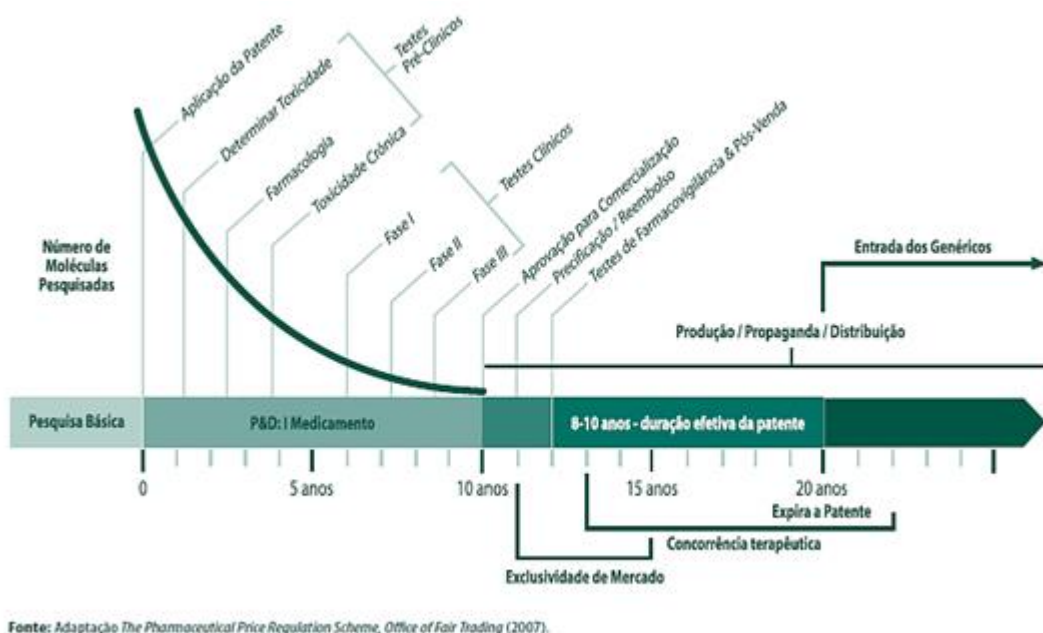 Aplicação da Patente
Determinar Toxicidade
Farmacologia
Toxicidade Crônica
Testes
Pré-Clínicos
Fase I
Fase II
Fase III
Testes Clínicos
Aprovação para Comercialização
Precificação / Reembolso
Testes de Farmacovigilância & Pós-Venda
Número de
Moléculas
Pesquisadas
Entrada dos Genéricos
Produção / Propaganda / Distribuição
Pesquisa Básica
P&D: I Medicamento
8-10 anos - duração efetiva da patente
0
5 anos
10 anos
15 anos
20 anos
Expira a Patente
Concorrência terapêutica
Exclusividade de Mercado
Fonte: Adaptação The Pharmaceutical Price Regulation Scheme, Office of Fair Trading (2007).